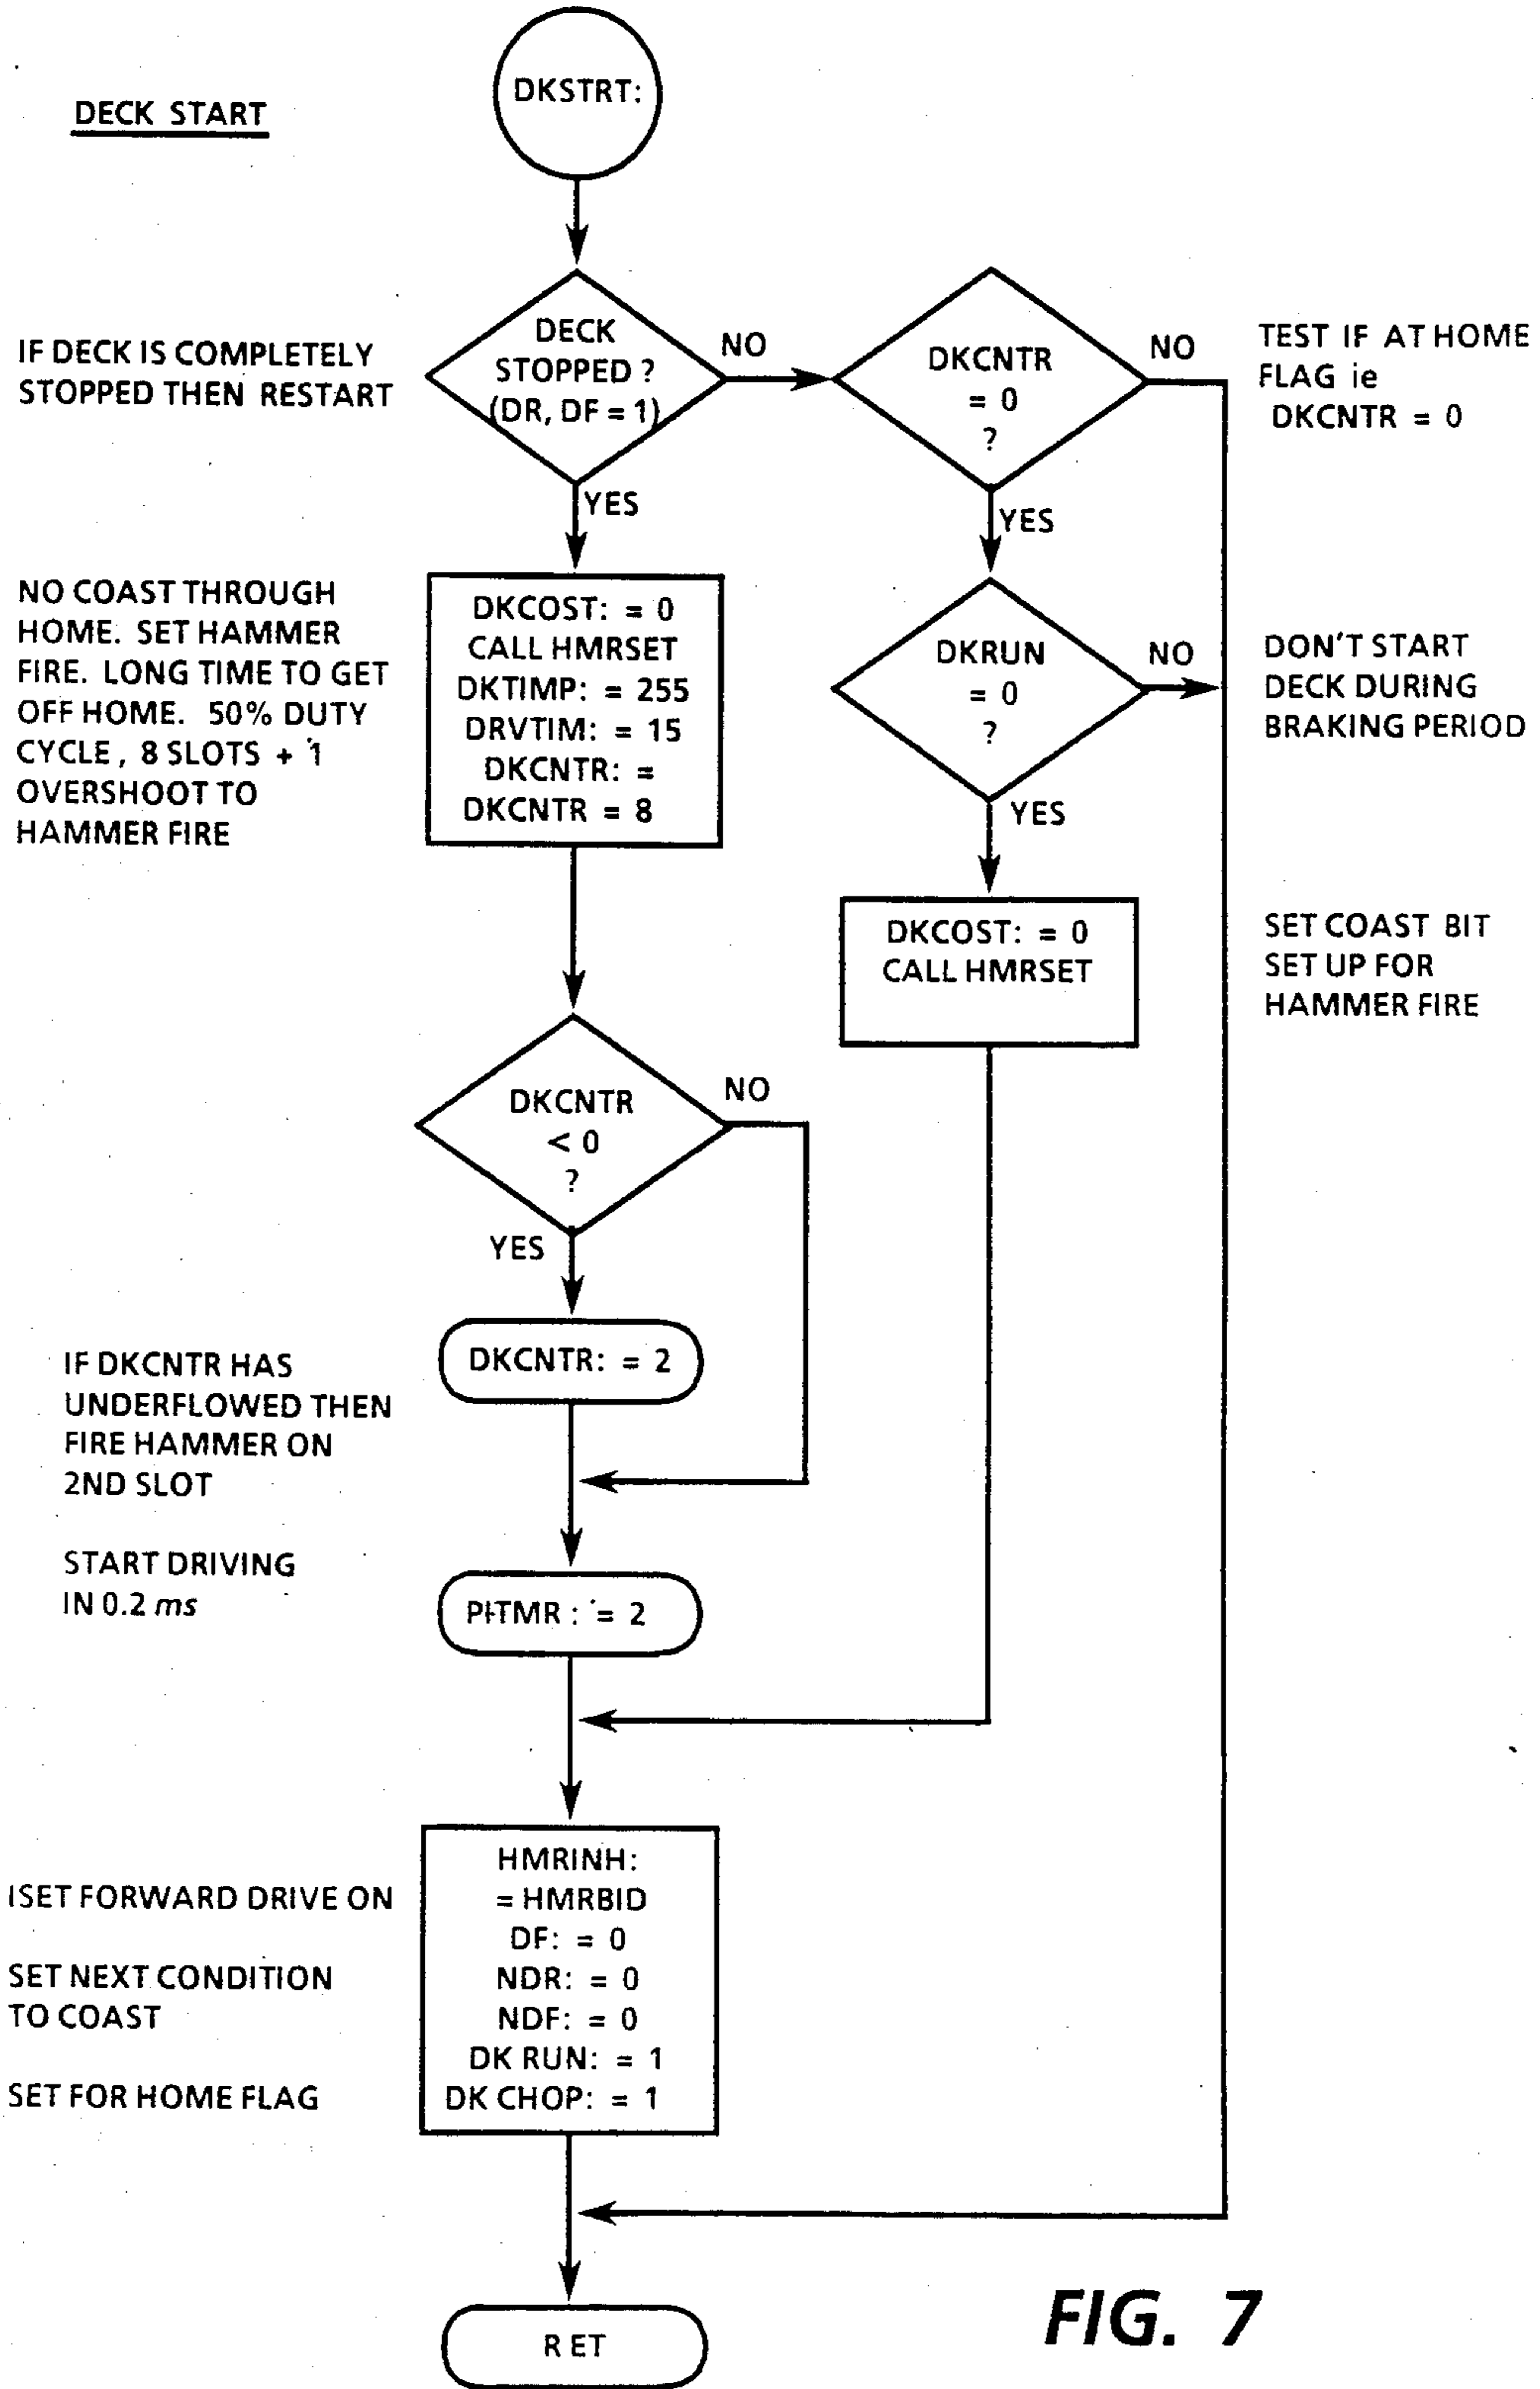 DECK START
DKSTRT:
IF DECK IS COMPLETELY
STOPPED THEN RESTART
DECK
STOPPED ?
(DR, DF = 1)
NO
YES
DKCNTR
= 0
?
NO
YES
TEST IF AT HOME
FLAG ie
DKCNTR = 0
NO COAST THROUGH
HOME. SET HAMMER
FIRE. LONG TIME TO GET
OFF HOME. 50% DUTY
CYCLE, 8 SLOTS + 1
OVERSHOOT TO
HAMMER FIRE
DKCOST: = 0
CALL HMRSET
DKTIMP: = 255
DRVTIM: = 15
DKCNTR: =
DKCNTR = 8
DKRUN
= 0
?
NO
YES
DON'T START
DECK DURING
BRAKING PERIOD
DKCOST: = 0
CALL HMRSET
SET COAST BIT
SET UP FOR
HAMMER FIRE
DKCNTR
< 0
?
NO
YES
IF DKCNTR HAS
UNDERFLOWED THEN
FIRE HAMMER ON
2ND SLOT
DKCNTR: = 2
START DRIVING
IN 0.2 ms
: = 2
ISET FORWARD DRIVE ON
SET NEXT CONDITION
TO COAST
SET FOR HOME FLAG
HMRINH:
= HMRBID
DF: = 0
NDR: = 0
NDF: = 0
DK RUN: = 1
DK CHOP: = 1
RET
FIG. 7